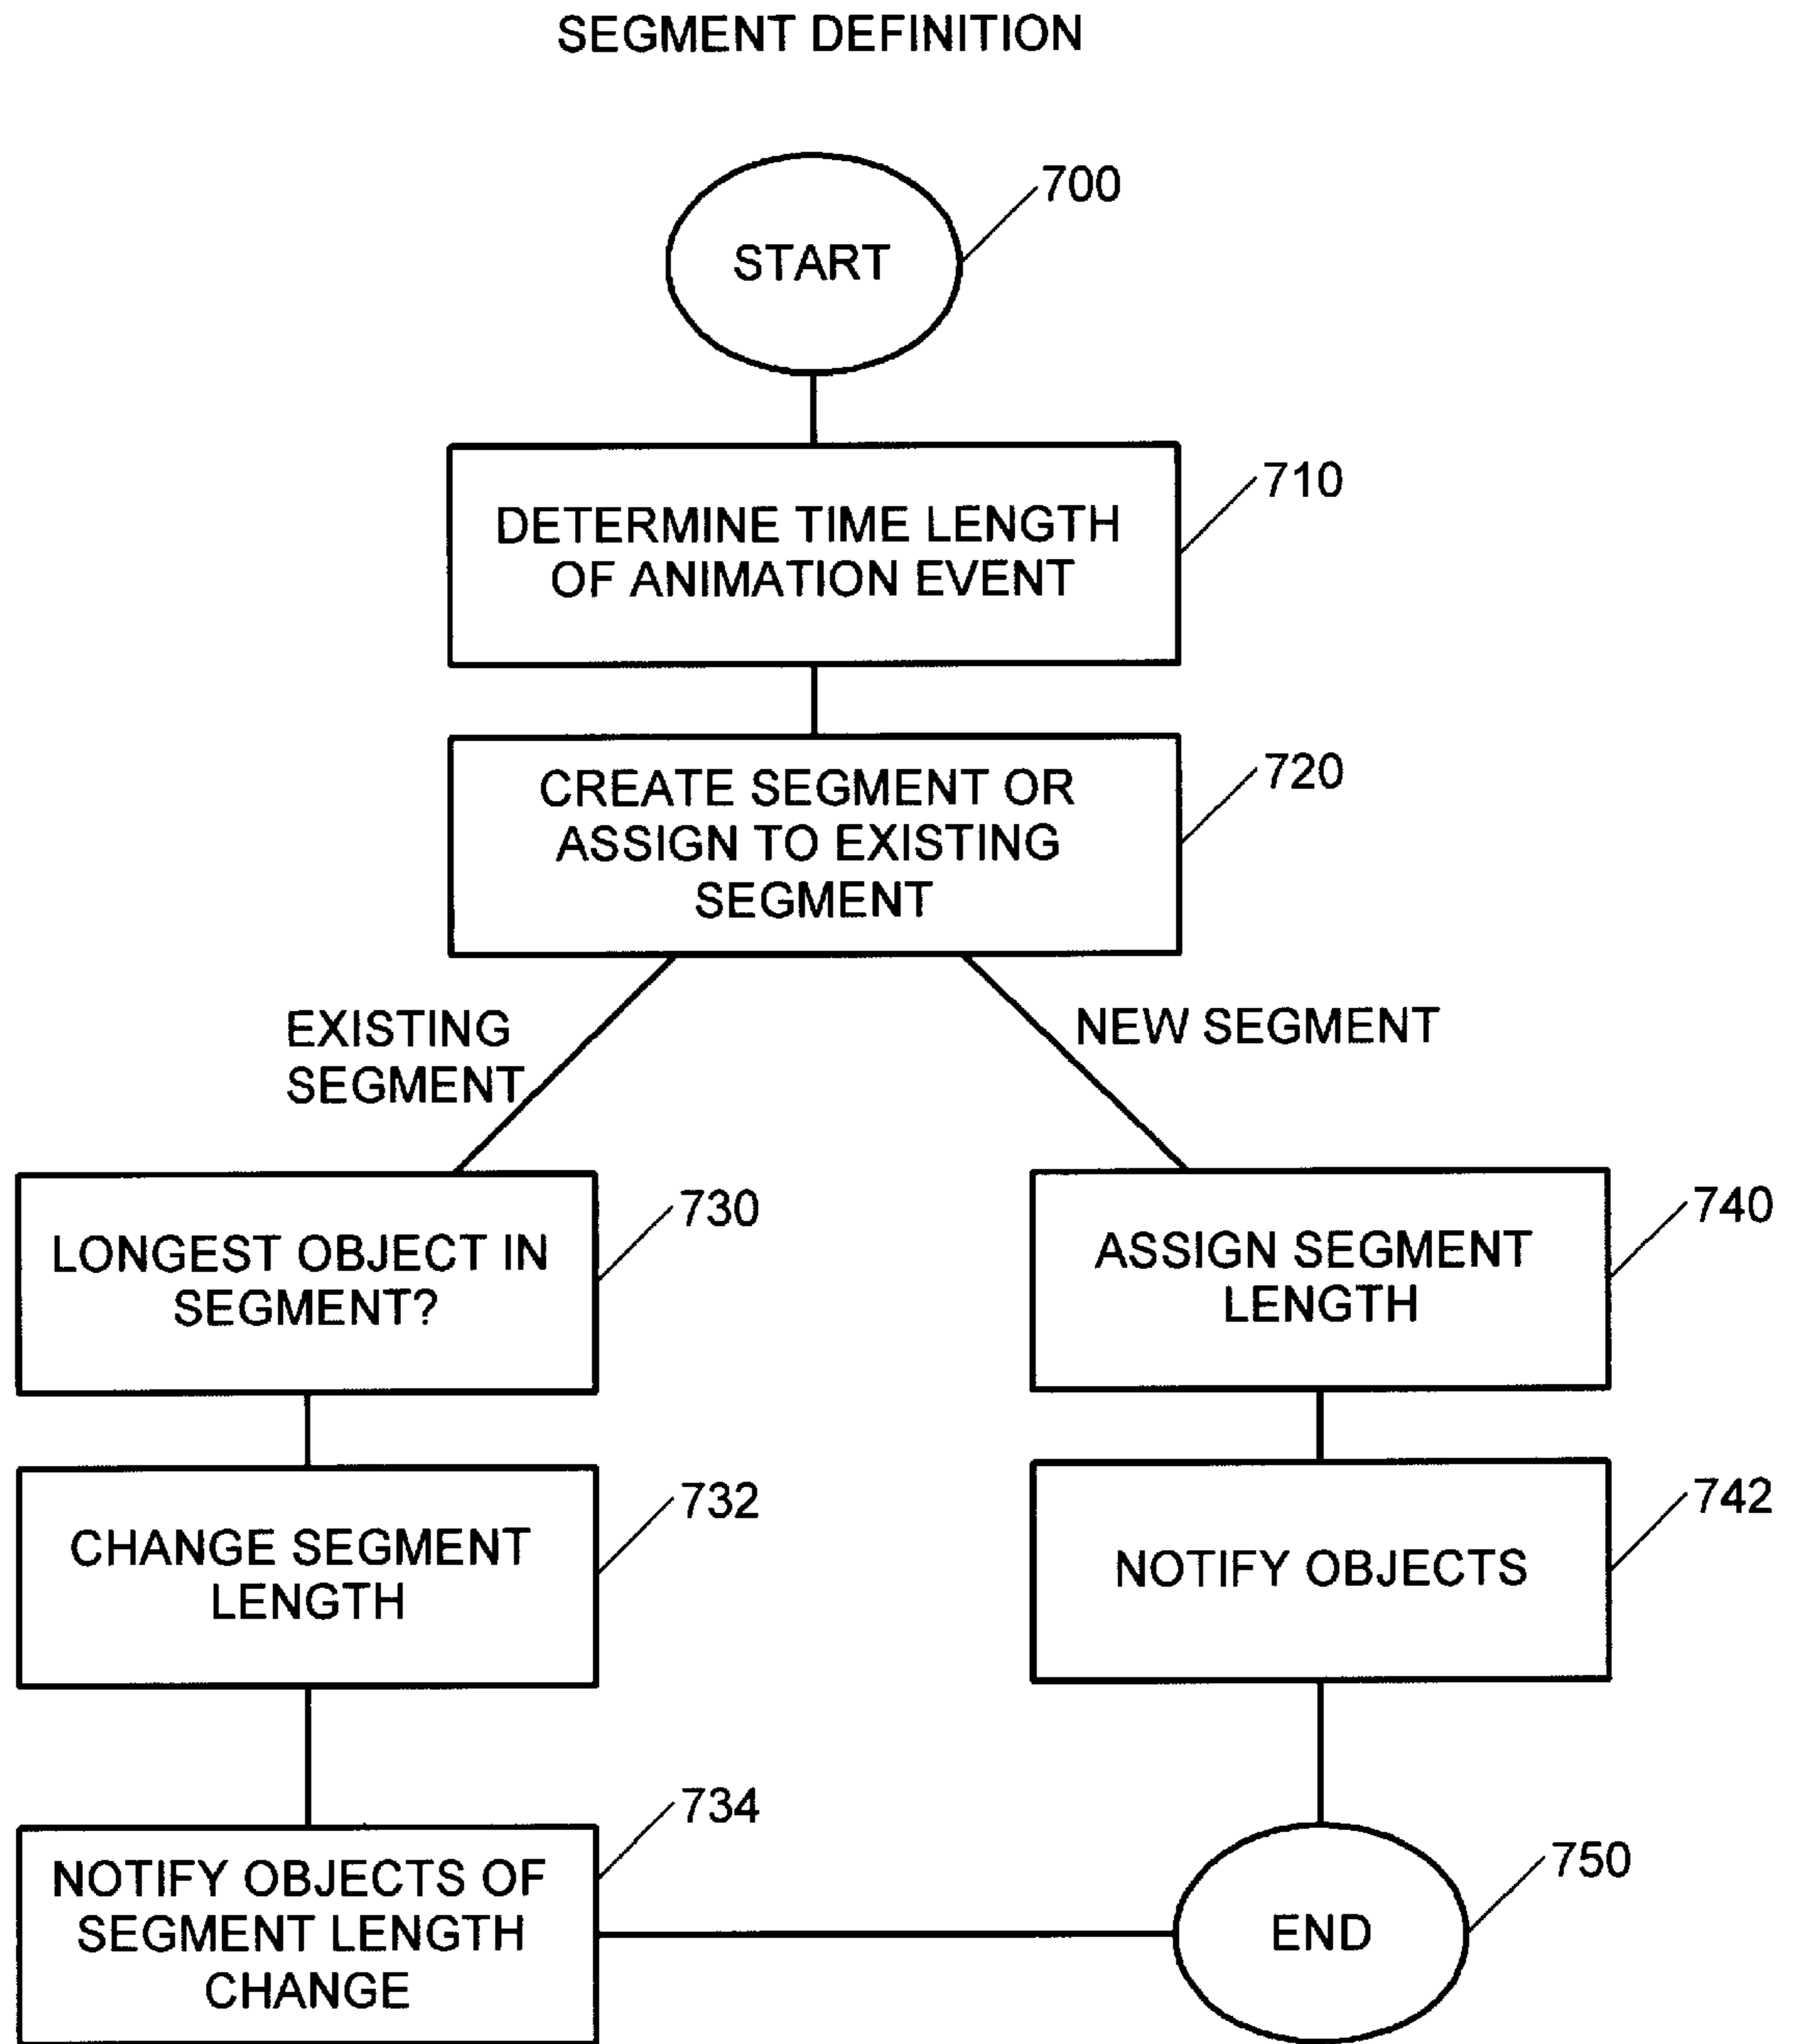 SEGMENT DEFINITION
700
START
710
DETERMINE TIME LENGTH
OF ANIMATION EVENT
720
CREATE SEGMENT OR
ASSIGN TO EXISTING
SEGMENT
EXISTING
SEGMENT
NEW SEGMENT
730
LONGEST OBJECT IN
SEGMENT?
740
ASSIGN SEGMENT
LENGTH
732
CHANGE SEGMENT
LENGTH
742
NOTIFY OBJECTS
734
NOTIFY OBJECTS OF
SEGMENT LENGTH
CHANGE
750
END